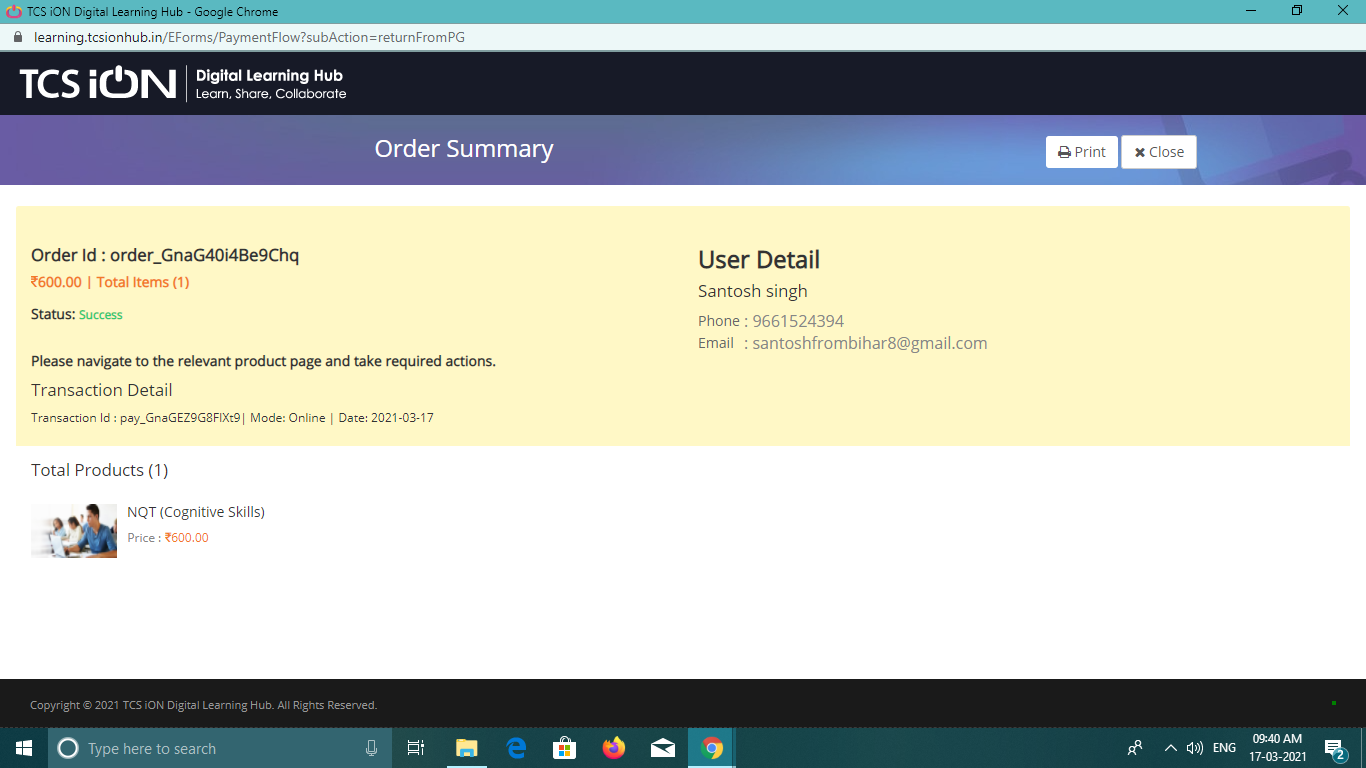 TCS iON Digital Learning Hub - Google Chrome
learning.tcsionhub.in/EForms/PaymentFlow?subAction=returnFromPG
TCS iON
Digital Learning Hub
Learn, Share, Collaborate
Order Summary
Print
Close
Order Id : order_GnaG40i4Be9Chq
₹600.00 | Total Items (1)
Status: Success
Please navigate to the relevant product page and take required actions.
Transaction Detail
Transaction Id : pay_GnaGEZ9G8FlXt9| Mode: Online | Date: 2021-03-17
User Detail
Santosh singh
Phone : 9661524394
Email : santoshfrombihar8@gmail.com
Total Products (1)
NQT (Cognitive Skills)
Price : ₹600.00
Copyright © 2021 TCS iON Digital Learning Hub. All Rights Reserved.
Type here to search
ENG
09:40 AM
17-03-2021
2